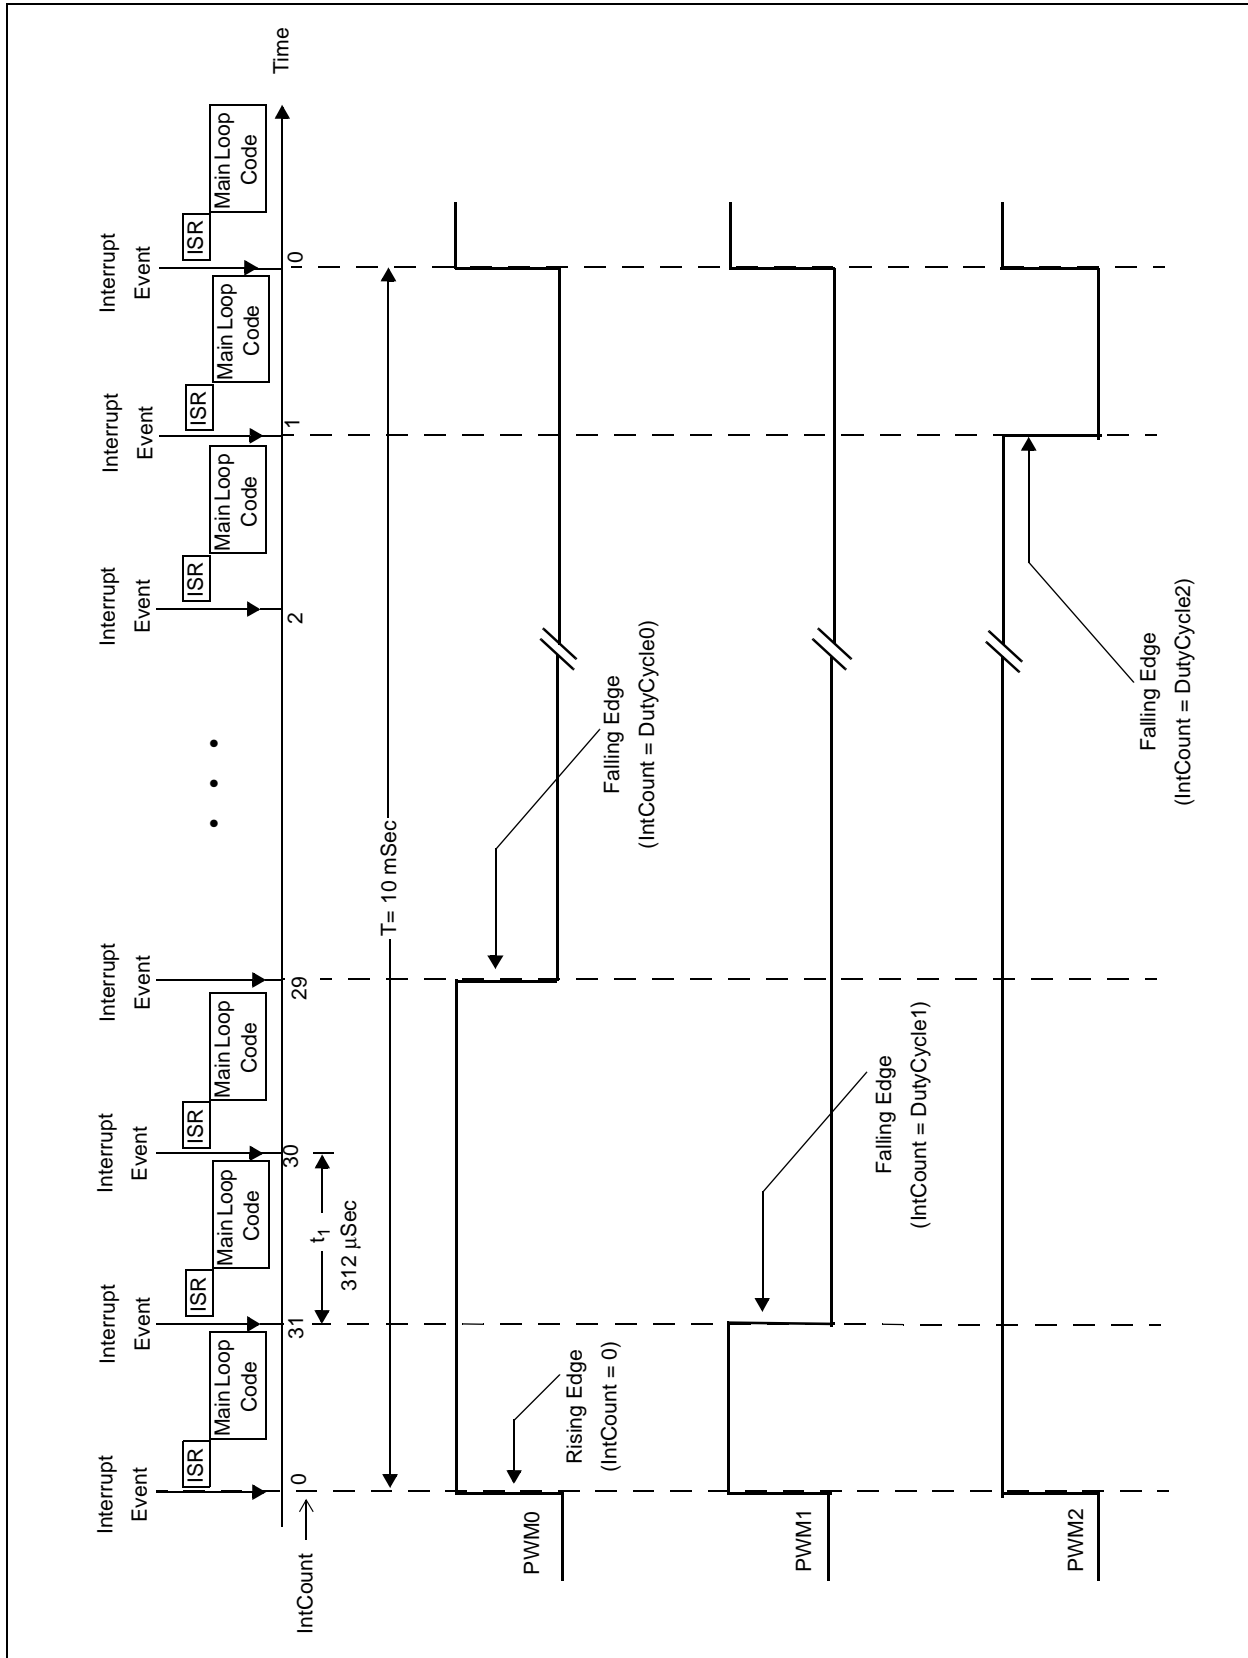 Interrupt
Event
Interrupt
Event
Interrupt
Event
Interrupt
Event
Interrupt
Event
Interrupt
Event
Interrupt
Event
ISR
Main Loop
Code
ISR
Main Loop
Code
ISR
Main Loop
Code
ISR
Main Loop
Code
ISR
Main Loop
Code
ISR
Main Loop
Code
Time
IntCount
0
31
30
29
2
1
0
t1
312 μSec
T= 10 mSec
PWM0
Rising Edge
(IntCount = 0)
Falling Edge
(IntCount = DutyCycle0)
PWM1
Falling Edge
(IntCount = DutyCycle1)
PWM2
Falling Edge
(IntCount = DutyCycle2)